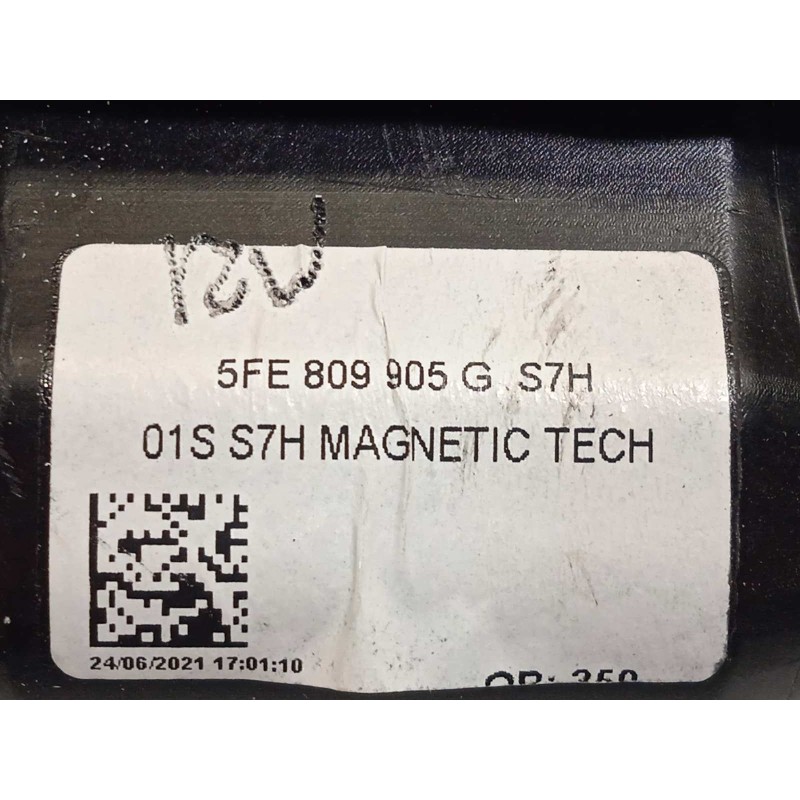 12V
5FE 809 905 G S7H
01S S7H MAGNETIC TECH
24/06/2021 17:01:10